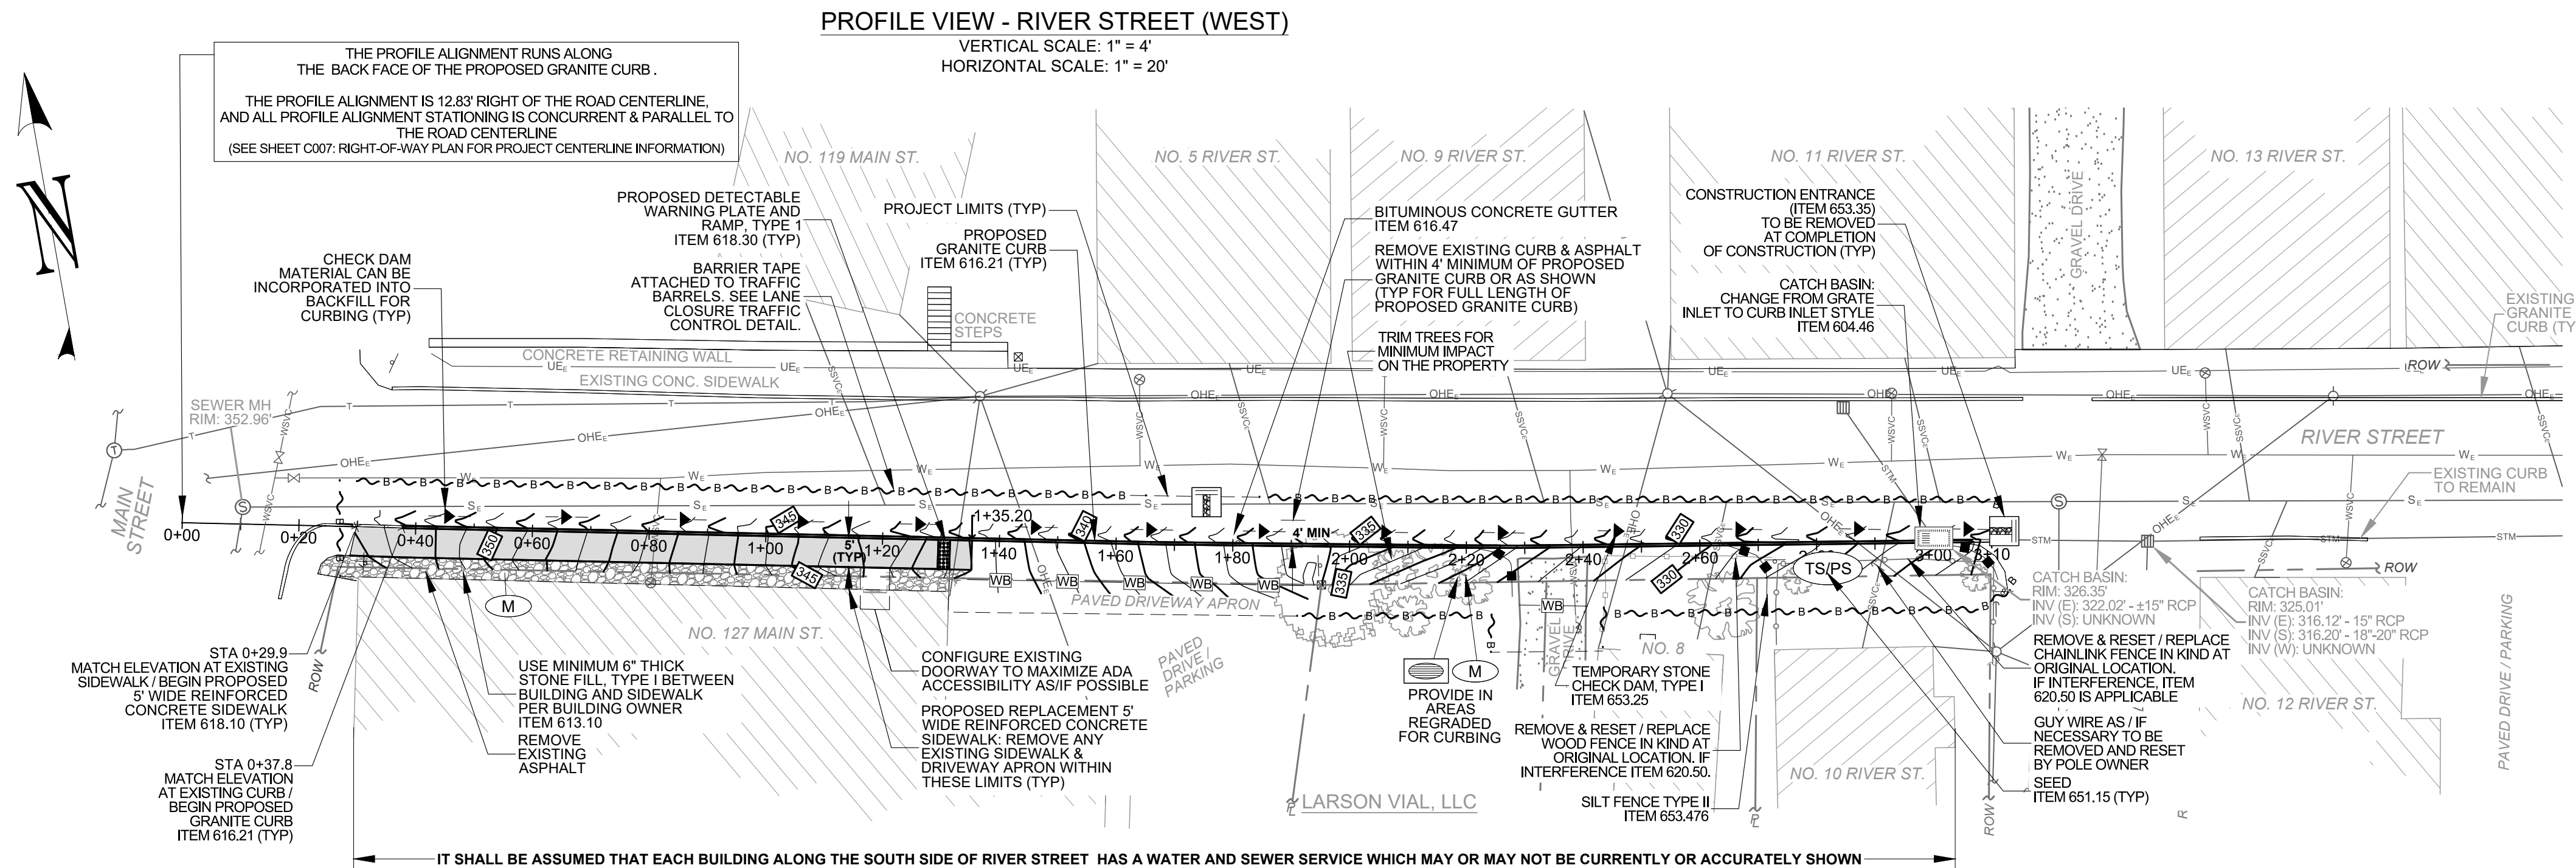 PROFILE VIEW - RIVER STREET (WEST)
VERTICAL SCALE: 1" = 4'
HORIZONTAL SCALE: 1" = 20'
THE PROFILE ALIGNMENT RUNS ALONG
THE BACK FACE OF THE PROPOSED GRANITE CURB .
THE PROFILE ALIGNMENT IS 12.83' RIGHT OF THE ROAD CENTERLINE,
AND ALL PROFILE ALIGNMENT STATIONING IS CONCURRENT & PARALLEL TO
THE ROAD CENTERLINE
(SEE SHEET C007: RIGHT-OF-WAY PLAN FOR PROJECT CENTERLINE INFORMATION)
N
NO. 119 MAIN ST.
NO. 5 RIVER ST.
NO. 9 RIVER ST.
NO. 11 RIVER ST.
GRAVEL DRIVE
NO. 13 RIVER ST.
CHECK DAM
MATERIAL CAN BE
INCORPORATED INTO
BACKFILL FOR
CURBING (TYP)
PROPOSED DETECTABLE
WARNING PLATE AND
RAMP, TYPE 1
ITEM 618.30 (TYP)
BARRIER TAPE
ATTACHED TO TRAFFIC
BARRELS. SEE LANE
CLOSURE TRAFFIC
CONTROL DETAIL.
PROJECT LIMITS (TYP)
PROPOSED
GRANITE CURB
ITEM 616.21 (TYP)
CONCRETE
STEPS
BITUMINOUS CONCRETE GUTTER
ITEM 616.47
REMOVE EXISTING CURB & ASPHALT
WITHIN 4' MINIMUM OF PROPOSED
GRANITE CURB OR AS SHOWN
(TYP FOR FULL LENGTH OF
PROPOSED GRANITE CURB)
TRIM TREES FOR
MINIMUM IMPACT
ON THE PROPERTY
CONSTRUCTION ENTRANCE
(ITEM 653.35)
TO BE REMOVED
AT COMPLETION
OF CONSTRUCTION (TYP)
CATCH BASIN:
CHANGE FROM GRATE
INLET TO CURB INLET STYLE
ITEM 604.46
EXISTING
GRANITE
CURB (TY
CONCRETE RETAINING WALL
EXISTING CONC. SIDEWALK
SEWER MH
RIM: 352.96'
MAIN
STREET
RIVER STREET
EXISTING CURB
TO REMAIN
ROW
0+00
0+20
0+40
0+60
0+80
1+00
1+20
1+35.20
1+40
1+60
1+80
2+00
2+20
2+40
2+60
3+00
3+10
350
345
345
340
335
335
330
330
5'
(TYP)
4' MIN
WB
WB
WB
WB
WB
WB
M
M
TS/PS
PAVED DRIVEWAY APRON
PAVED
DRIVE /
PARKING
GRAVEL
DRIVE
NO. 127 MAIN ST.
NO. 8
NO. 10 RIVER ST.
NO. 12 RIVER ST.
PAVED DRIVE / PARKING
STA 0+29.9
MATCH ELEVATION AT EXISTING
SIDEWALK / BEGIN PROPOSED
5' WIDE REINFORCED
CONCRETE SIDEWALK
ITEM 618.10 (TYP)
STA 0+37.8
MATCH ELEVATION
AT EXISTING CURB /
BEGIN PROPOSED
GRANITE CURB
ITEM 616.21 (TYP)
ROW
USE MINIMUM 6" THICK
STONE FILL, TYPE I BETWEEN
BUILDING AND SIDEWALK
PER BUILDING OWNER
ITEM 613.10
REMOVE
EXISTING
ASPHALT
CONFIGURE EXISTING
DOORWAY TO MAXIMIZE ADA
ACCESSIBILITY AS/IF POSSIBLE
PROPOSED REPLACEMENT 5'
WIDE REINFORCED CONCRETE
SIDEWALK: REMOVE ANY
EXISTING SIDEWALK &
DRIVEWAY APRON WITHIN
THESE LIMITS (TYP)
PROVIDE IN
AREAS
REGRADED
FOR CURBING
LARSON VIAL, LLC
TEMPORARY STONE
CHECK DAM, TYPE I
ITEM 653.25
REMOVE & RESET / REPLACE
WOOD FENCE IN KIND AT
ORIGINAL LOCATION. IF
INTERFERENCE ITEM 620.50.
SILT FENCE TYPE II
ITEM 653.476
CATCH BASIN:
RIM: 326.35'
INV (E): 322.02' - ±15" RCP
INV (S): UNKNOWN
CATCH BASIN:
RIM: 325.01'
INV (E): 316.12' - 15" RCP
INV (S): 316.20' - 18"-20" RCP
INV (W): UNKNOWN
REMOVE & RESET / REPLACE
CHAINLINK FENCE IN KIND AT
ORIGINAL LOCATION.
IF INTERFERENCE, ITEM
620.50 IS APPLICABLE
GUY WIRE AS / IF
NECESSARY TO BE
REMOVED AND RESET
BY POLE OWNER
SEED
ITEM 651.15 (TYP)
ROW
ROW
IT SHALL BE ASSUMED THAT EACH BUILDING ALONG THE SOUTH SIDE OF RIVER STREET HAS A WATER AND SEWER SERVICE WHICH MAY OR MAY NOT BE CURRENTLY OR ACCURATELY SHOWN